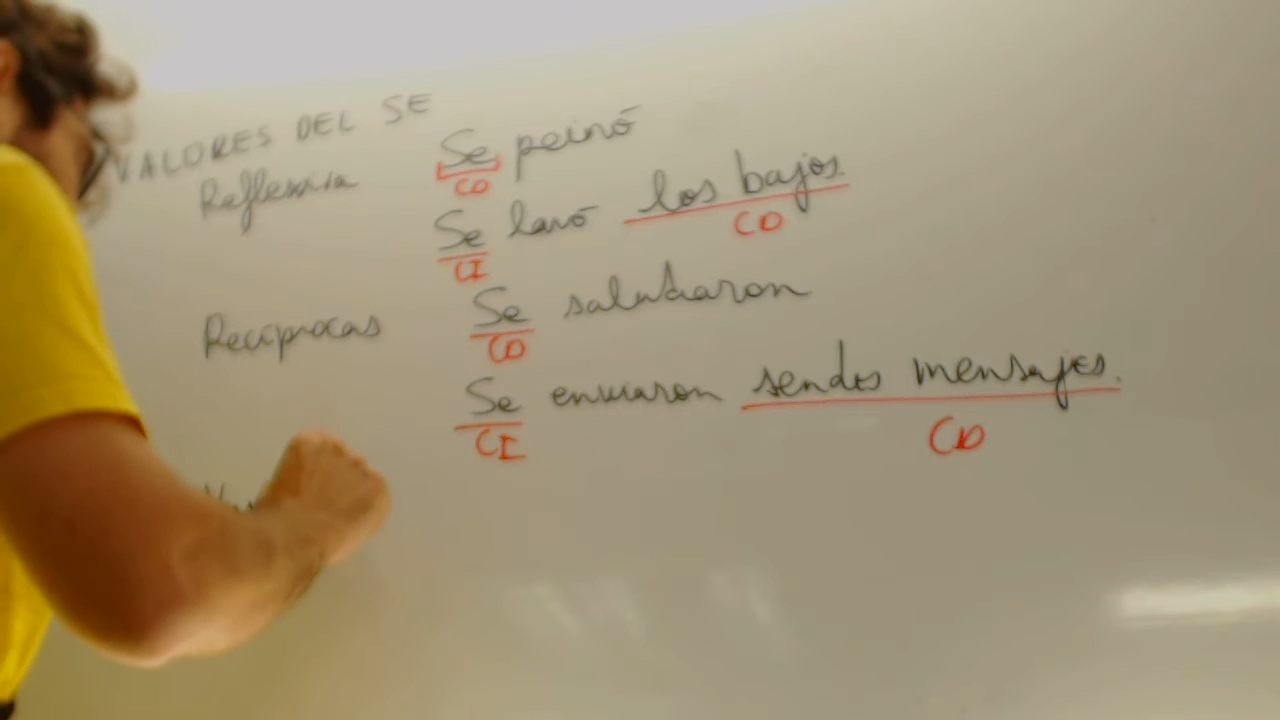 VALORES DEL SE
Reflexiva Se peinó
CD
Se lavó los bajos.
CI CD
Recíprocas Se saludaron
CD
Se enviaron sendos mensajes.
CI CD